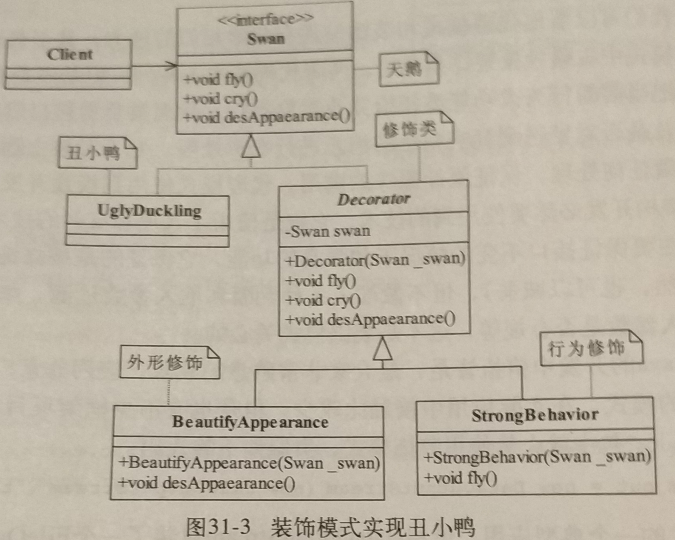 <<interface>>
Swan
Client
+void fly()
+void cry()
+void desAppaearance()
天鹅
修饰类
丑小鸭
UglyDuckling
Decorator
-Swan swan
+Decorator(Swan _swan)
+void fly()
+void cry()
+void desAppaearance()
外形修饰
行为修饰
BeautifyAppearance
+BeautifyAppearance(Swan _swan)
+void desAppaearance()
StrongBehavior
+StrongBehavior(Swan _swan)
+void fly()
图31-3 装饰模式实现丑小鸭